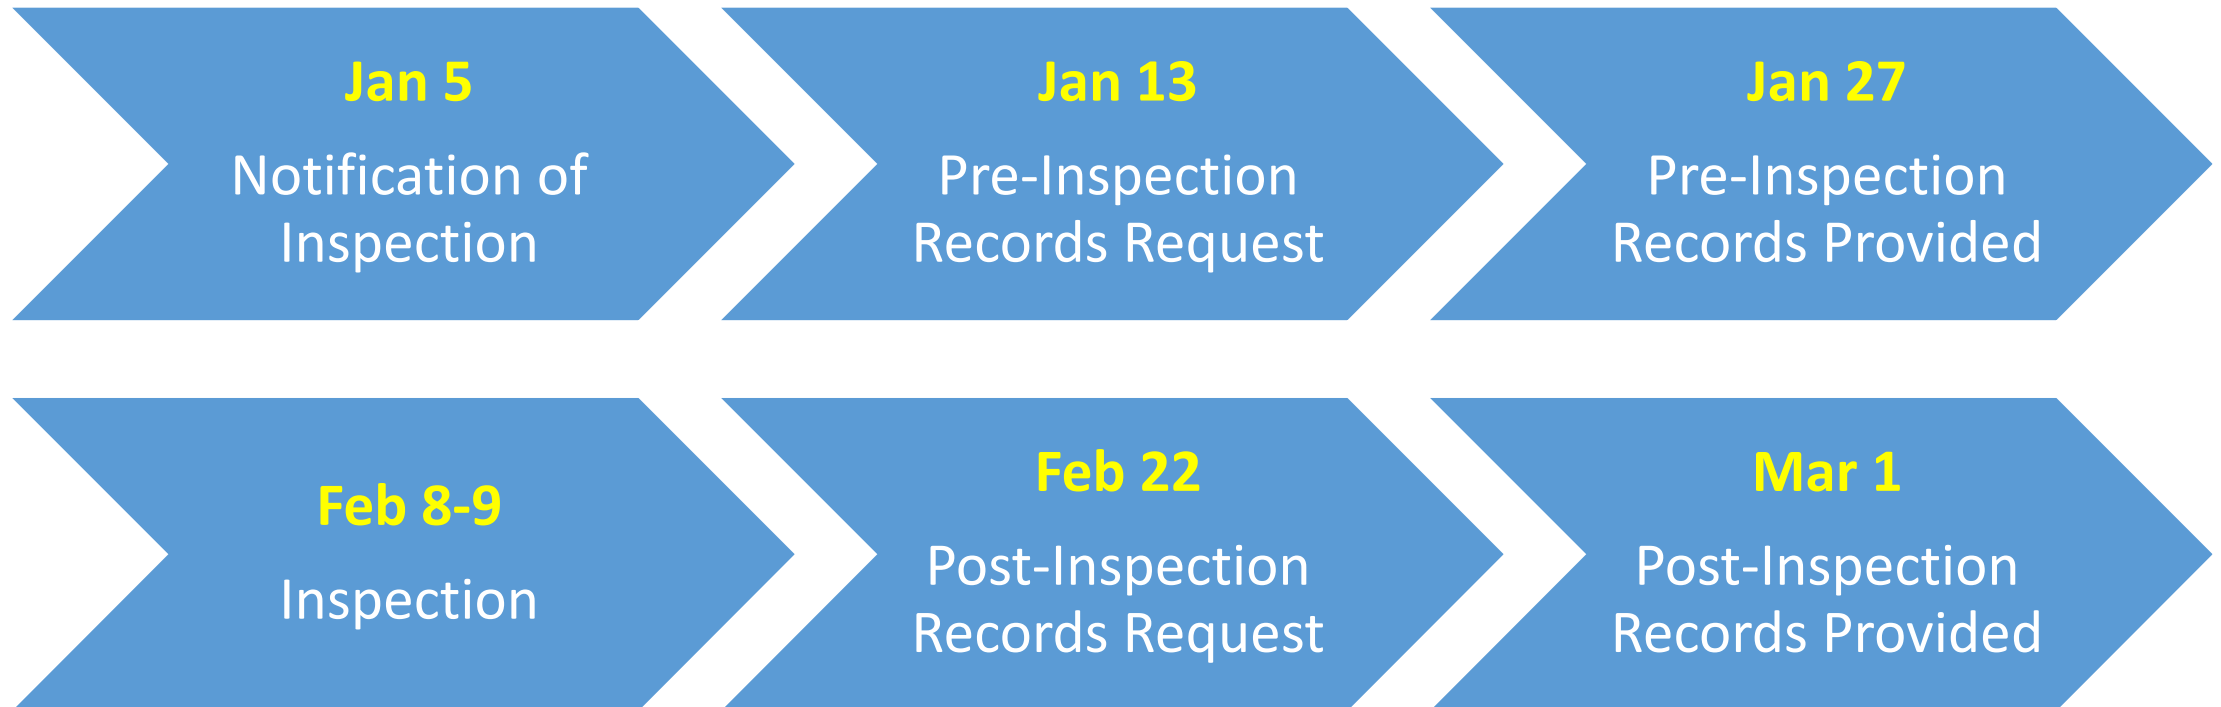 Jan 5
Notification of
Inspection
Jan 13
Pre-Inspection
Records Request
Jan 27
Pre-Inspection
Records Provided
Feb 8-9
Inspection
Feb 22
Post-Inspection
Records Request
Mar 1
Post-Inspection
Records Provided